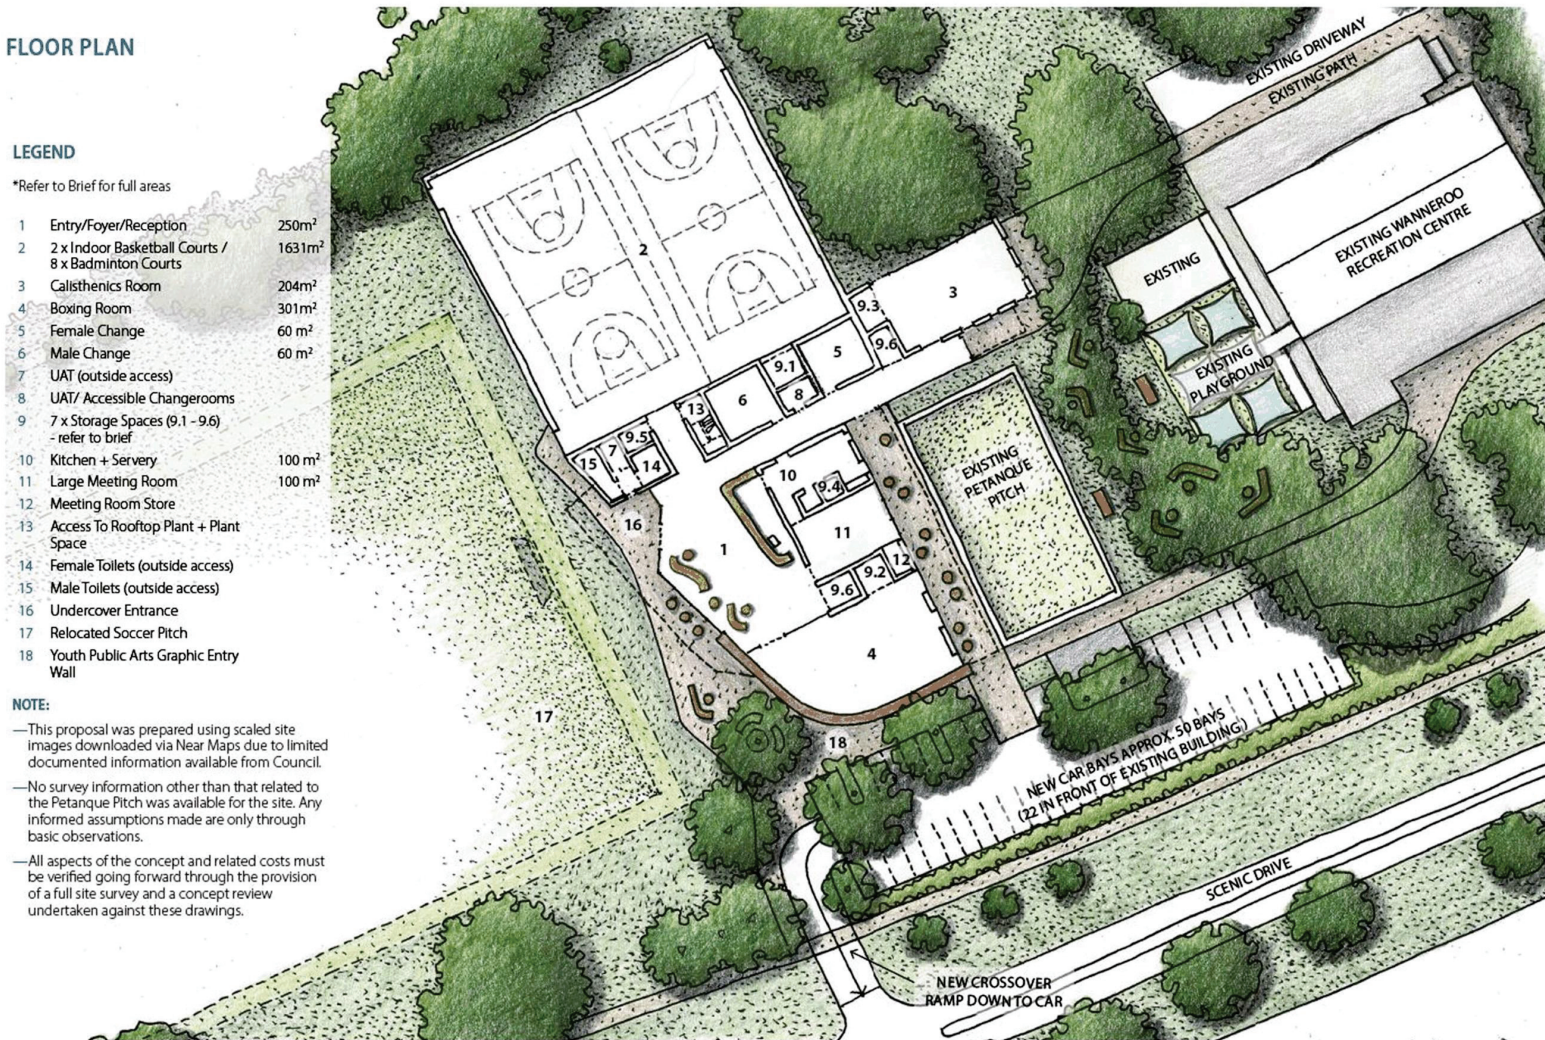 FLOOR PLAN
LEGEND
*Refer to Brief for full areas
1 Entry/Foyer/Reception 250m²
2 2 x Indoor Basketball Courts / 1631m²
8 x Badminton Courts
3 Calisthenics Room 204m²
4 Boxing Room 301m²
5 Female Change 60 m²
6 Male Change 60 m²
7 UAT (outside access)
8 UAT/ Accessible Changerooms
9 7 x Storage Spaces (9.1 - 9.6)
- refer to brief
10 Kitchen + Servery 100 m²
11 Large Meeting Room 100 m²
12 Meeting Room Store
13 Access To Rooftop Plant + Plant
Space
14 Female Toilets (outside access)
15 Male Toilets (outside access)
16 Undercover Entrance
17 Relocated Soccer Pitch
18 Youth Public Arts Graphic Entry
Wall
NOTE:
—This proposal was prepared using scaled site
images downloaded via Near Maps due to limited
documented information available from Council.
—No survey information other than that related to
the Petanque Pitch was available for the site. Any
informed assumptions made are only through
basic observations.
—All aspects of the concept and related costs must
be verified going forward through the provision
of a full site survey and a concept review
undertaken against these drawings.
EXISTING DRIVEWAY
EXISTING PATH
EXISTING WANNEROO
RECREATION CENTRE
EXISTING
EXISTING
PLAYGROUND
2
3
9.3
9.6
5
9.1
8
6
13
9.5
7
15
14
16
10
9.4
11
1
12
9.2
9.6
4
EXISTING
PETANQUE
PITCH
17
18
NEW CAR BAYS APPROX. 50 BAYS
(22 IN FRONT OF EXISTING BUILDING)
SCENIC DRIVE
NEW CROSSOVER
RAMP DOWN TO CAR